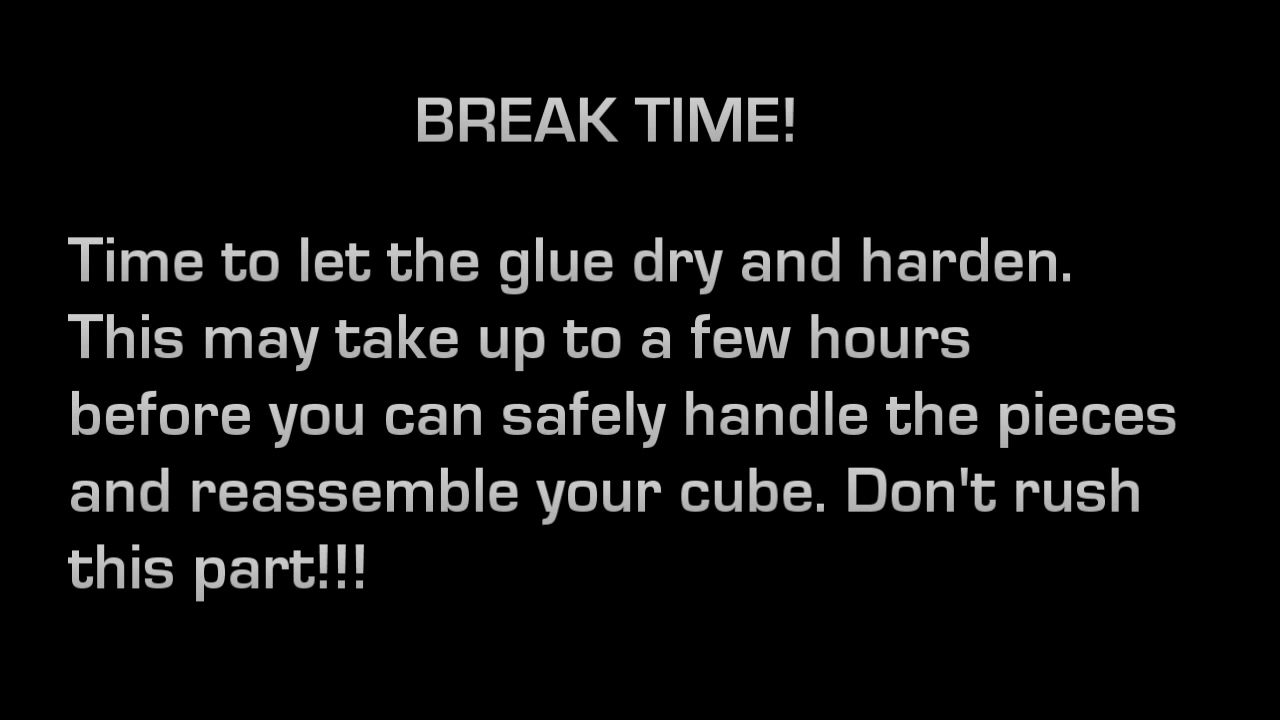 BREAK TIME!
Time to let the glue dry and harden.
This may take up to a few hours
before you can safely handle the pieces
and reassemble your cube. Don't rush
this part!!!